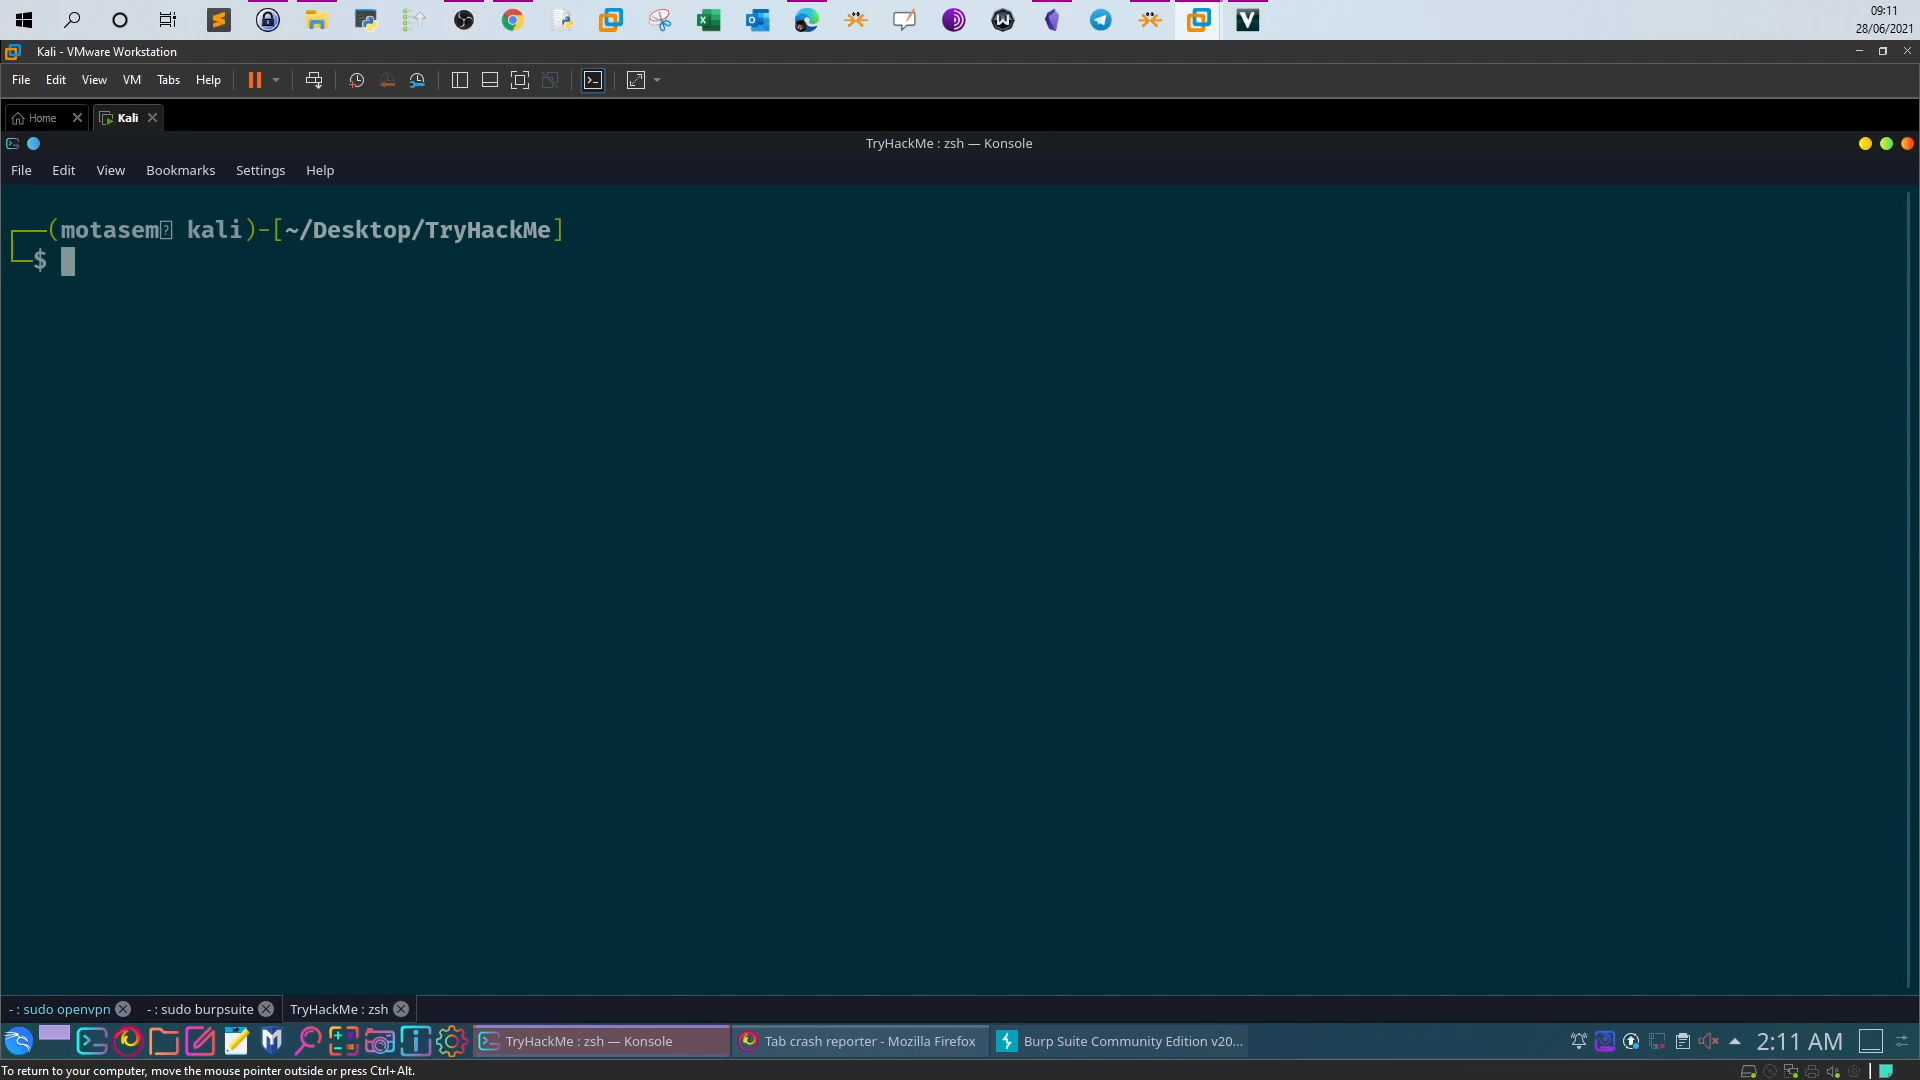 09:11
28/06/2021
Kali - VMware Workstation
File Edit View VM Tabs Help
Home Kali
TryHackMe : zsh — Konsole
File Edit View Bookmarks Settings Help
(motasem kali)-[~/Desktop/TryHackMe]
$
- : sudo openvpn - : sudo burpsuite TryHackMe : zsh
TryHackMe : zsh — Konsole Tab crash reporter - Mozilla Firefox Burp Suite Community Edition v20... 2:11 AM
To return to your computer, move the mouse pointer outside or press Ctrl+Alt.